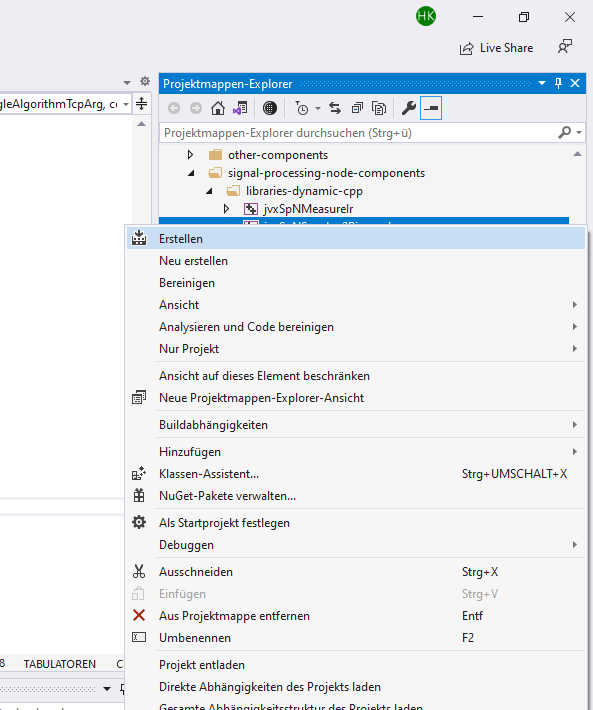 HK
Live Share
Projektmappen-Explorer
Projektmappen-Explorer durchsuchen (Strg+ü)
other-components
signal-processing-node-components
libraries-dynamic-cpp
jvxSpNMeasureIr
Erstellen
Neu erstellen
Bereinigen
Ansicht
Analysieren und Code bereinigen
Nur Projekt
Ansicht auf dieses Element beschränken
Neue Projektmappen-Explorer-Ansicht
Buildabhängigkeiten
Hinzufügen
Klassen-Assistent... Strg+UMSCHALT+X
NuGet-Pakete verwalten...
Als Startprojekt festlegen
Debuggen
Ausschneiden Strg+X
Einfügen Strg+V
Aus Projektmappe entfernen Entf
Umbenennen F2
8 TABULATOREN
Projekt entladen
Direkte Abhängigkeiten des Projekts laden
Gesamte Abhängigkeitsstruktur des Projekts laden